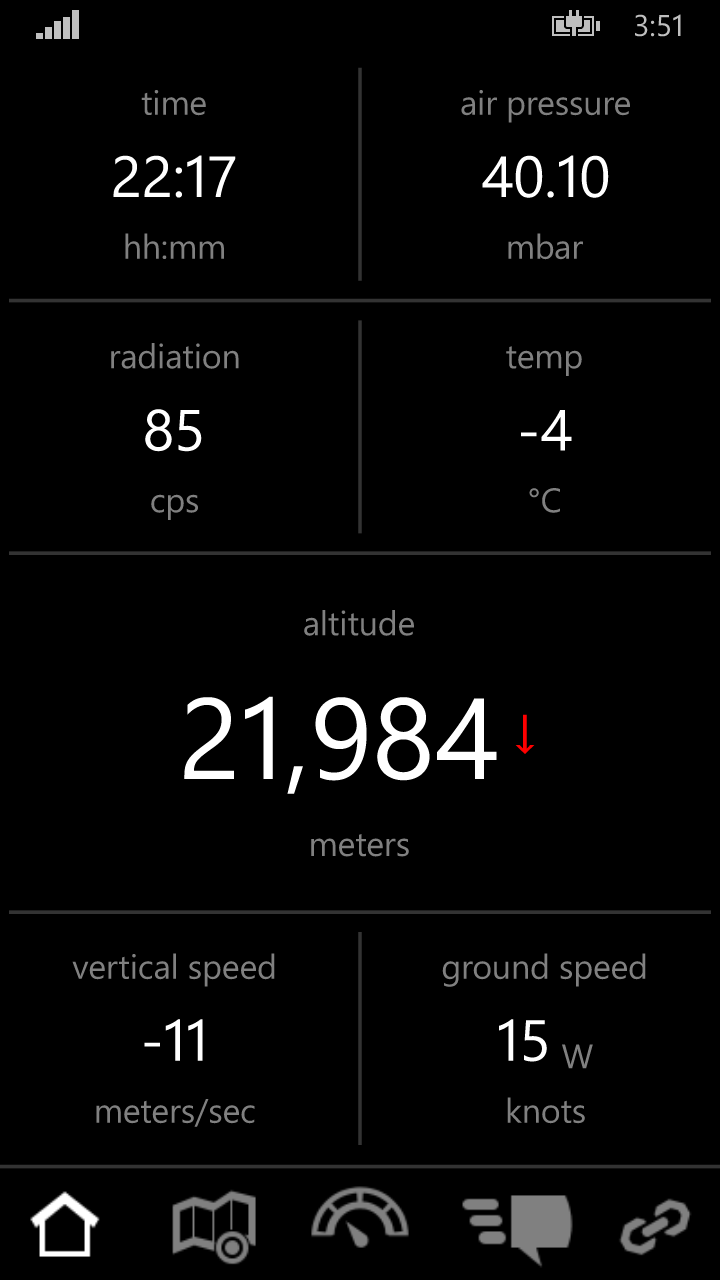 3:51
time
22:17
hh:mm
air pressure
40.10
mbar
radiation
85
cps
temp
-4
°C
altitude
21,984 ↓
meters
vertical speed
-11
meters/sec
ground speed
15 W
knots